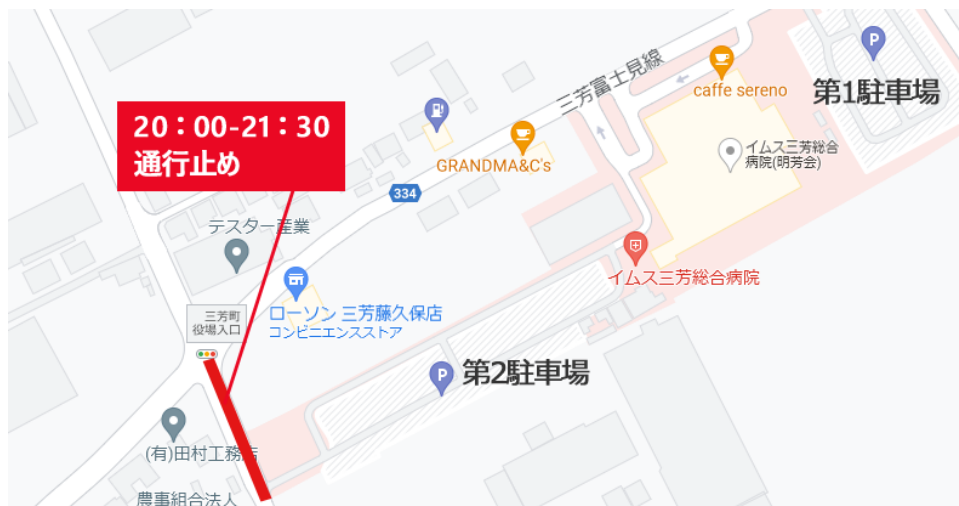 20：00-21：30
通行止め
三芳富士見線
caffe sereno
第1駐車場
GRANDMA&C's
イムス三芳総合
病院(明芳会)
334
テスター産業
イムス三芳総合病院
ローソン 三芳藤久保店
コンビニエンスストア
三芳町
役場入口
第2駐車場
(有)田村工務店
農事組合法人
P
P